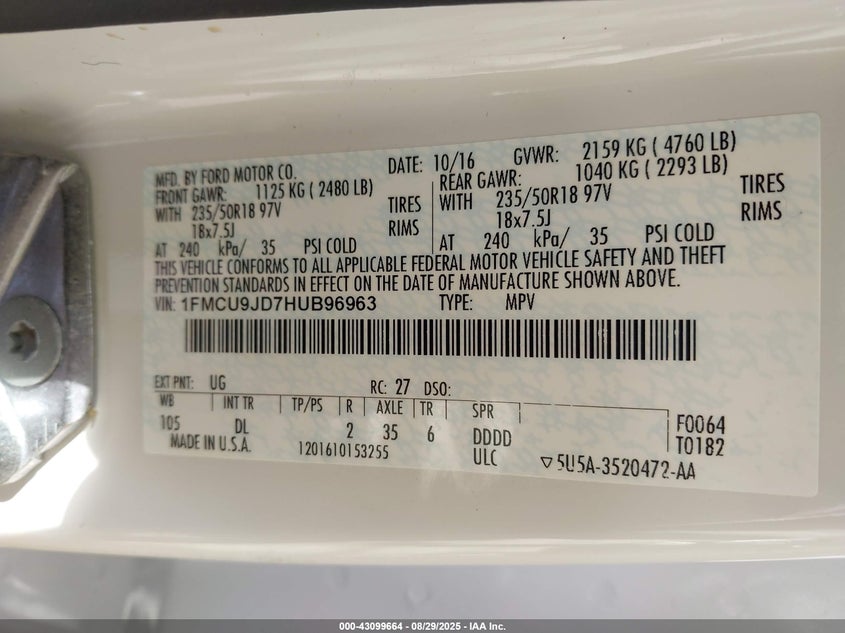 MFD. BY FORD MOTOR CO. DATE: 10/16 GVWR: 2159 KG ( 4760 LB)
FRONT GAWR: 1125 KG ( 2480 LB) REAR GAWR: 1040 KG ( 2293 LB)
WITH 235/50R18 97V TIRES WITH 235/50R18 97V TIRES
18x7.5J RIMS 18x7.5J RIMS
AT 240 kPa/ 35 PSI COLD AT 240 kPa/ 35 PSI COLD
THIS VEHICLE CONFORMS TO ALL APPLICABLE FEDERAL MOTOR VEHICLE SAFETY AND THEFT
PREVENTION STANDARDS IN EFFECT ON THE DATE OF MANUFACTURE SHOWN ABOVE.
VIN: 1FMCU9JD7HUB96963 TYPE: MPV
EXT PNT: UG RC: 27 DSO:
WB INT TR TP/PS R AXLE TR SPR
105 DL 2 35 6 DDDD F0064
MADE IN U.S.A. 1201610153255 ULC ▽5U5A-3520472-AA T0182
000-43099664 - 08/29/2025 - IAA Inc.